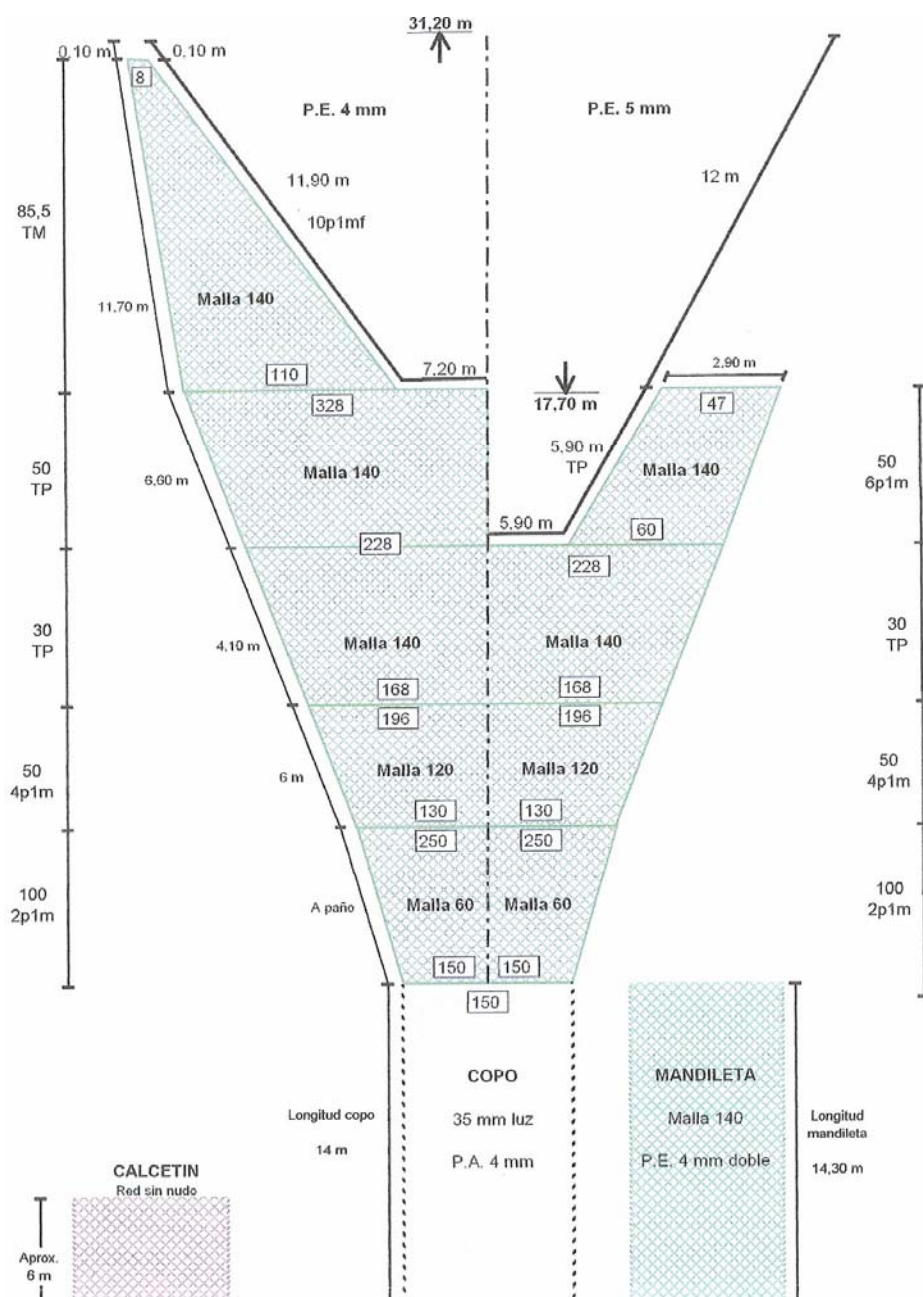 31,20 m
0,10 m
0,10 m
8
P.E. 4 mm
P.E. 5 mm
11,90 m
10p1mf
12 m
85,5
TM
11,70 m
Malla 140
110
7,20 m
2,90 m
328
17,70 m
47
50
TP
6,60 m
Malla 140
5,90 m
TP
Malla 140
50
6p1m
5,90 m
60
228
228
30
TP
4,10 m
Malla 140
Malla 140
30
TP
168
168
196
196
50
4p1m
6 m
Malla 120
Malla 120
50
4p1m
130
130
250
250
100
2p1m
A paño
Malla 60
Malla 60
100
2p1m
150
150
150
COPO
35 mm luz
P.A. 4 mm
Longitud copo
14 m
MANDILETA
Malla 140
P.E. 4 mm doble
Longitud
mandileta
14,30 m
CALCETIN
Red sin nudo
Aprox.
6 m